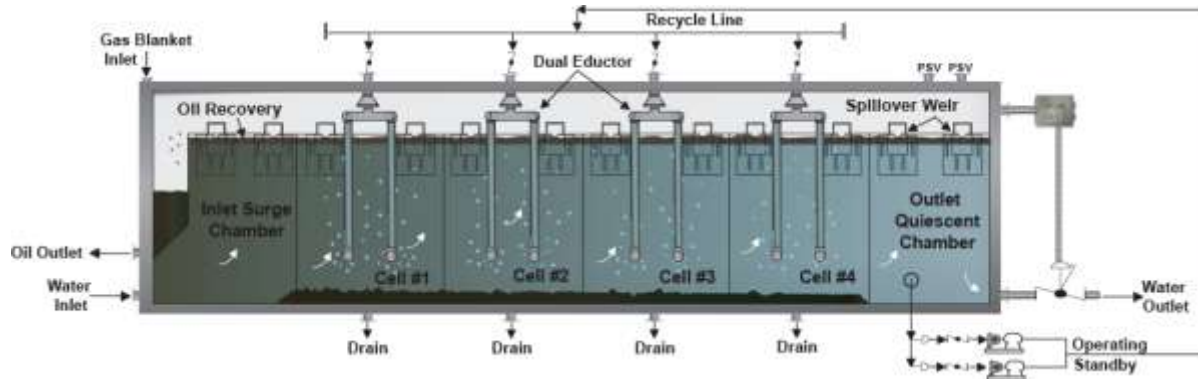 Recycle Line
Gas Blanket
Inlet
Dual Eductor
PSV PSV
Oil Recovery
Spillover Weir
Inlet Surge
Chamber
Outlet
Quiescent
Chamber
Oil Outlet
Cell #1
Cell #2
Cell #3
Cell #4
Water
Inlet
Water
Outlet
Drain
Drain
Drain
Drain
Operating
Standby